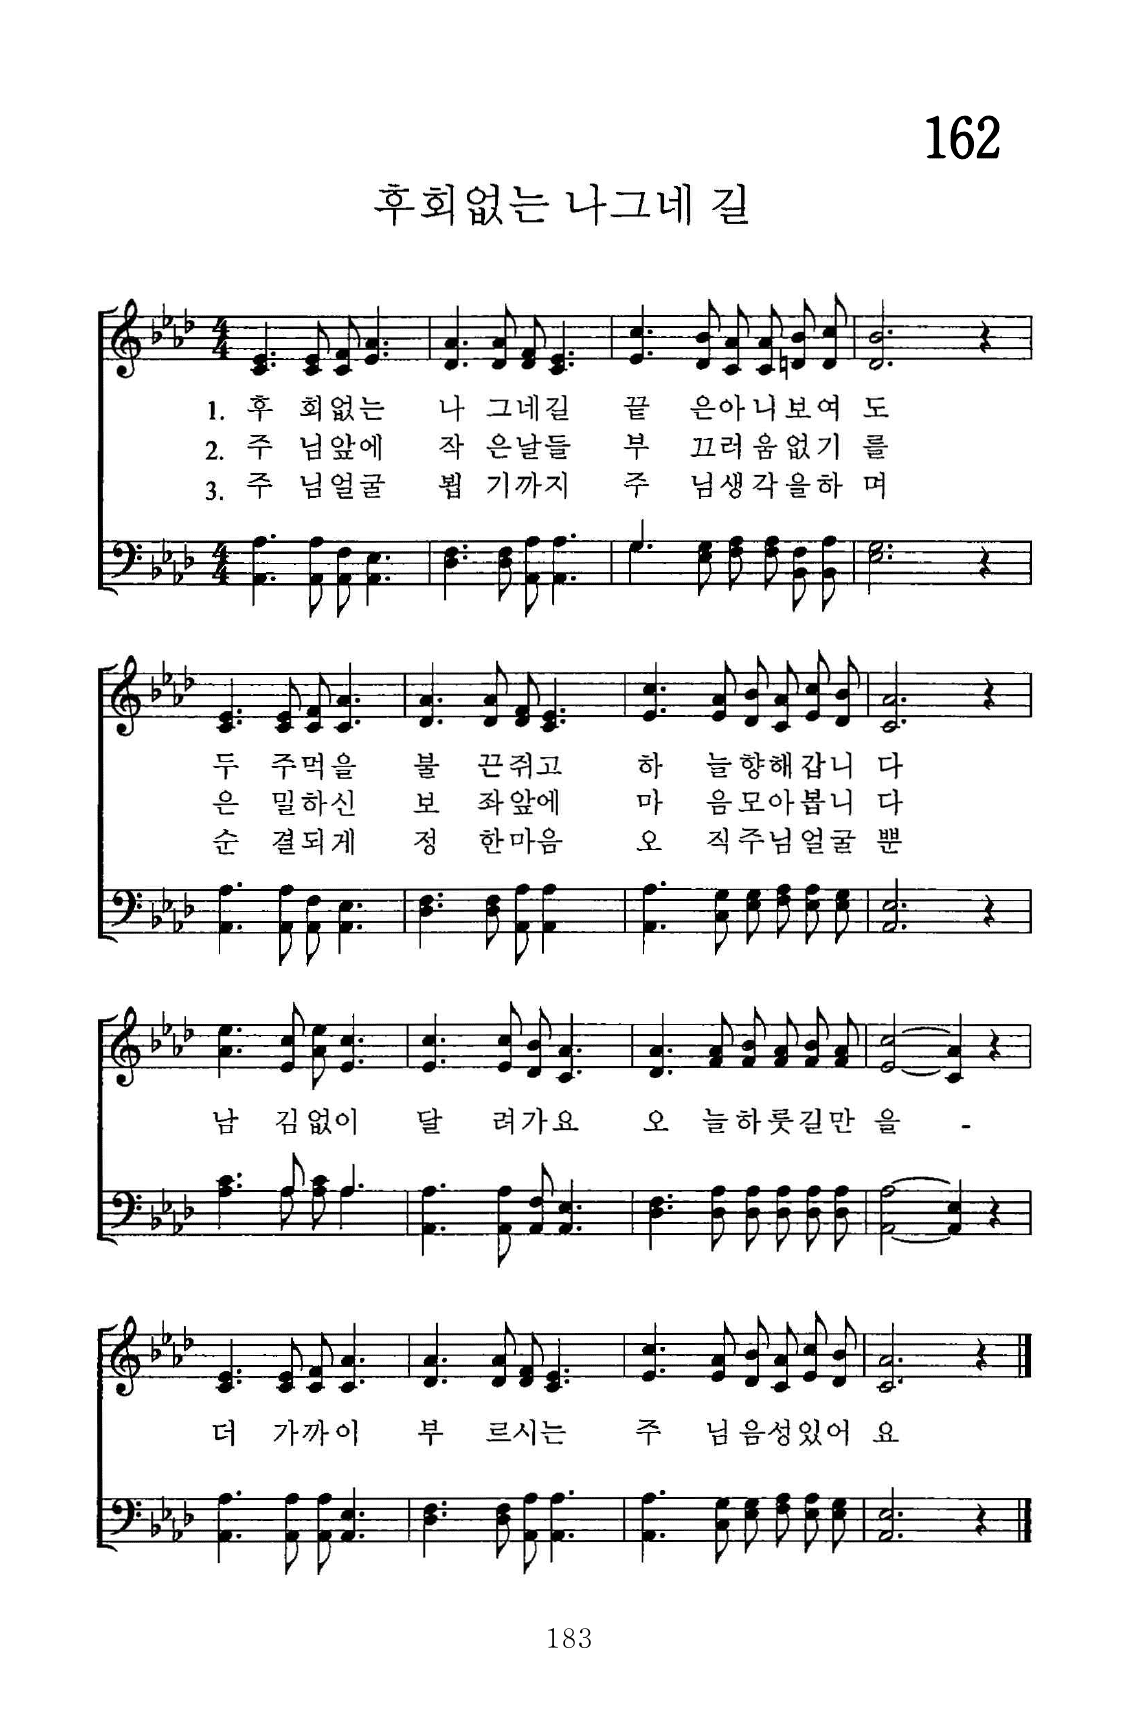 162
후회없는 나그네 길
1. 후 회없는 나 그네길 끝 은아니보여 도
2. 주 님앞에 작 은날들 부 끄러움없기 를
3. 주 님얼굴 뵙 기까지 주 님생각을하 며
두 주먹을 불 끈쥐고 하 늘향해갑니 다
은 밀하신 보 좌앞에 마 음모아봅니 다
순 결되게 정 한마음 오 직주님얼굴 뿐
남 김없이 달 려가요 오 늘하룻길만 을 -
더 가까이 부 르시는 주 님음성있어 요
183